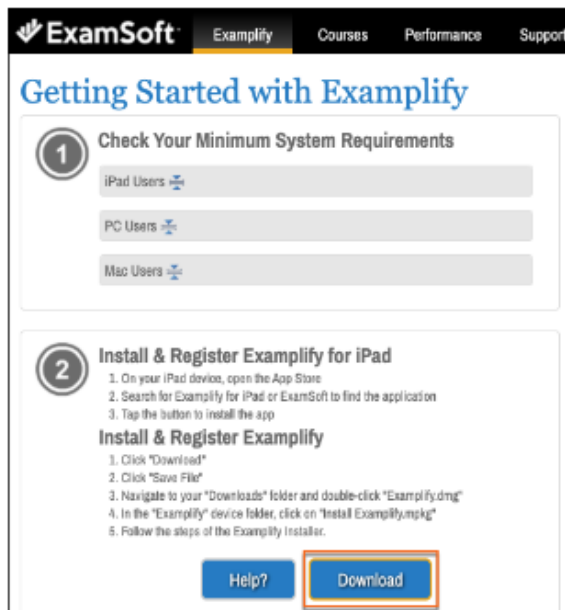 ExamSoft Examplify Courses Performance Support
Getting Started with Examplify
1 Check Your Minimum System Requirements
iPad Users
PC Users
Mac Users
2 Install & Register Examplify for iPad
1. On your iPad device, open the App Store
2. Search for Examplify for iPad or ExamSoft to find the application
3. Tap the button to install the app
Install & Register Examplify
1. Click "Download"
2. Click "Save File"
3. Navigate to your "Downloads" folder and double-click "Examplify.dmg"
4. In the "Examplify" device folder, click on "Install Examplify.mpkg"
5. Follow the steps of the Examplify Installer.
Help? Download